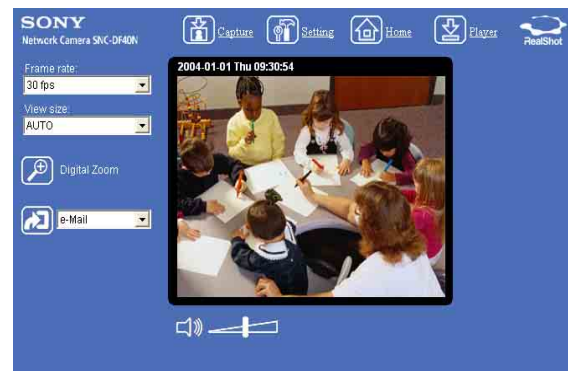 SONY
Network Camera SNC-DF40N
Capture
Setting
Home
Player
RealShot
Frame rate:
30 fps
View size:
AUTO
Digital Zoom
e-Mail
2004-01-01 Thu 09:30:54